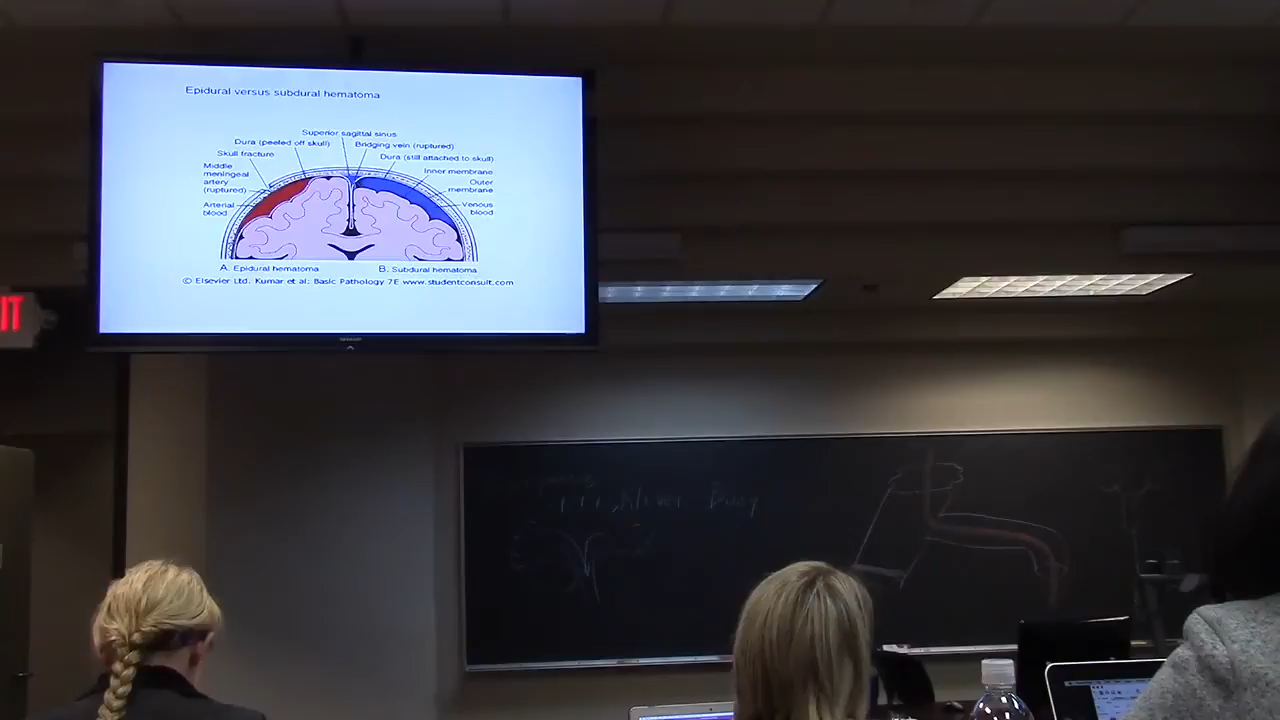 Epidural versus subdural hematoma
Superior sagittal sinus
Dura (peeled off skull)
Bridging vein (ruptured)
Skull fracture
Dura (still attached to skull)
Middle
meningeal
artery
(ruptured)
Inner membrane
Outer
membrane
Arterial
blood
Venous
blood
A. Epidural hematoma
B. Subdural hematoma
© Elsevier Ltd. Kumar et al: Basic Pathology 7E www.studentconsult.com
SHARP
IT